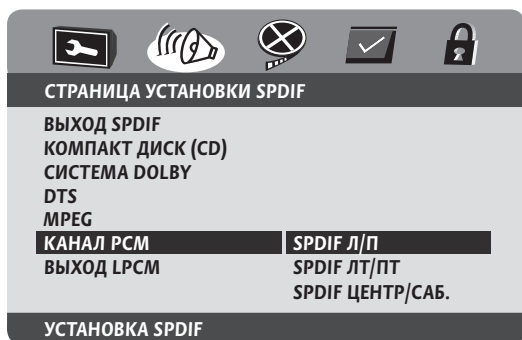 СТРАНИЦА УСТАНОВКИ SPDIF
ВЫХОД SPDIF
КОМПАКТ ДИСК (CD)
СИСТЕМА DOLBY
DTS
MPEG
КАНАЛ PCM SPDIF Л/П
ВЫХОД LPCM SPDIF ЛТ/ПТ
SPDIF ЦЕНТР/САБ.
УСТАНОВКА SPDIF